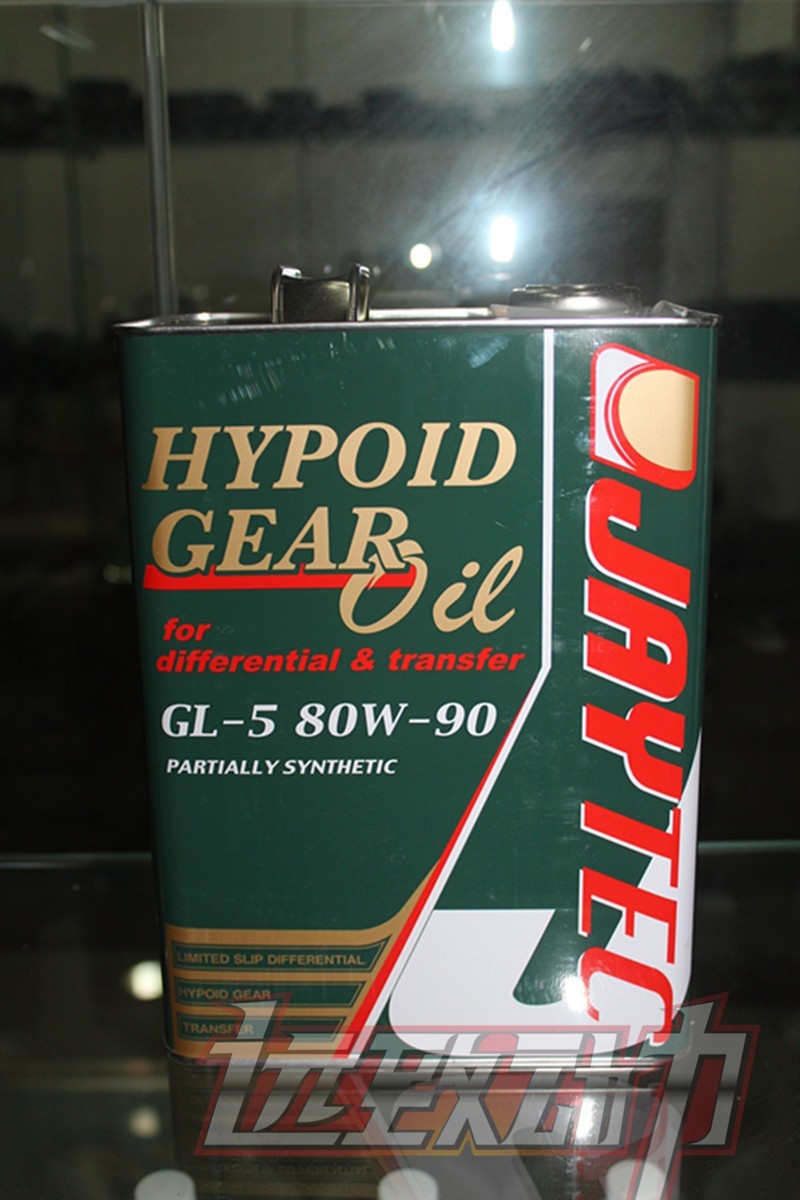 HYPOID
GEAR Oil
for
differential & transfer
GL-5 80W-90
PARTIALLY SYNTHETIC
LIMITED SLIP DIFFERENTIAL
HYPOID GEAR
TRANSFER
JAYTEC